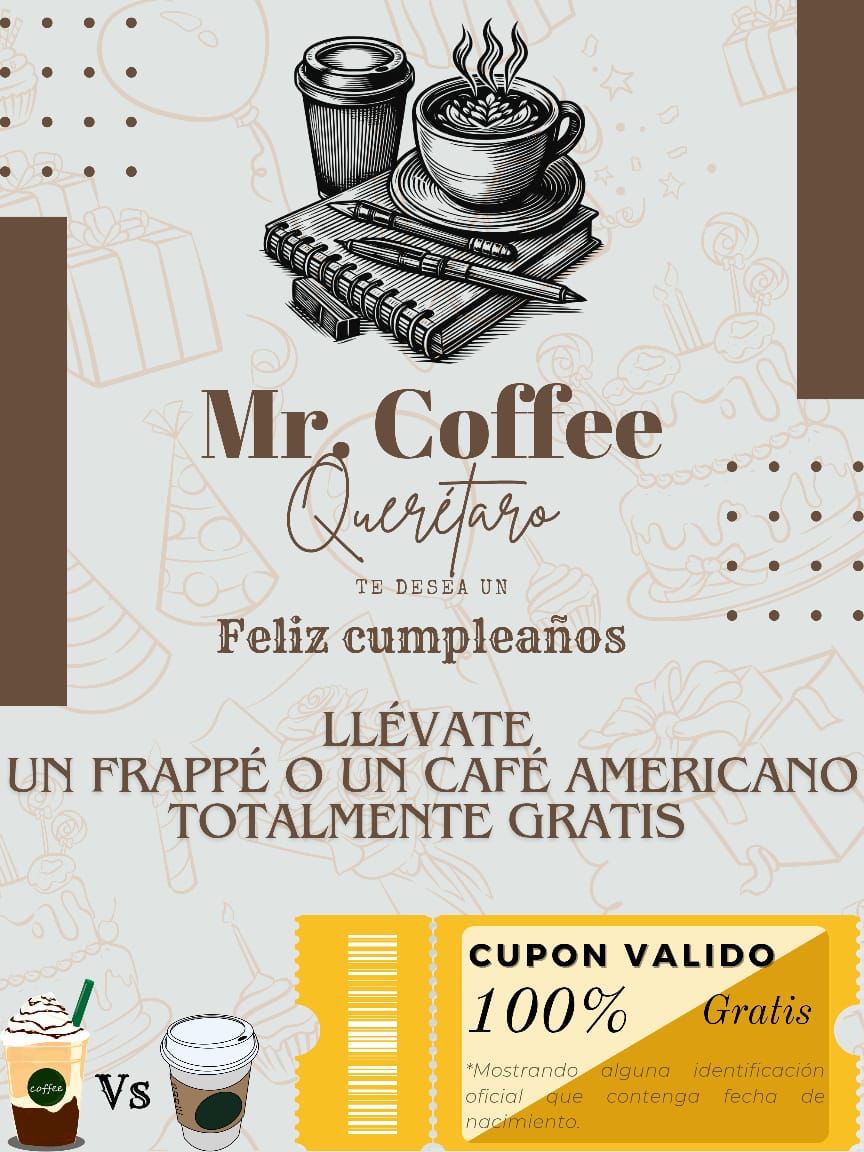 Mr. Coffee
Querétaro
TE DESEA UN
Feliz cumpleaños
LLÉVATE
UN FRAPPÉ O UN CAFÉ AMERICANO
TOTALMENTE GRATIS
CUPON VALIDO
100% Gratis
*Mostrando alguna identificación
oficial que contenga fecha de
nacimiento.
coffee
Vs